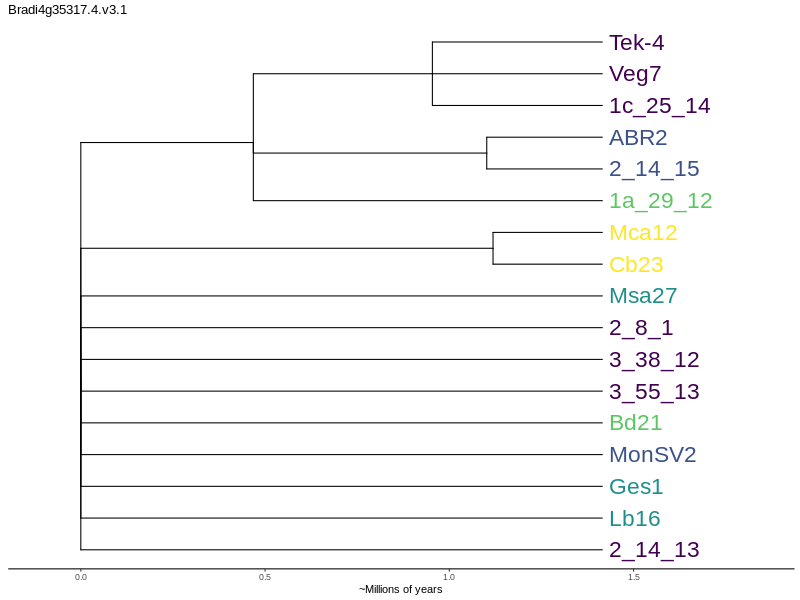 Bradi4g35317.4.v3.1
Tek-4
Veg7
1c_25_14
ABR2
2_14_15
1a_29_12
Mca12
Cb23
Msa27
2_8_1
3_38_12
3_55_13
Bd21
MonSV2
Ges1
Lb16
2_14_13
0.0 0.5 1.0 1.5
~Millions of years